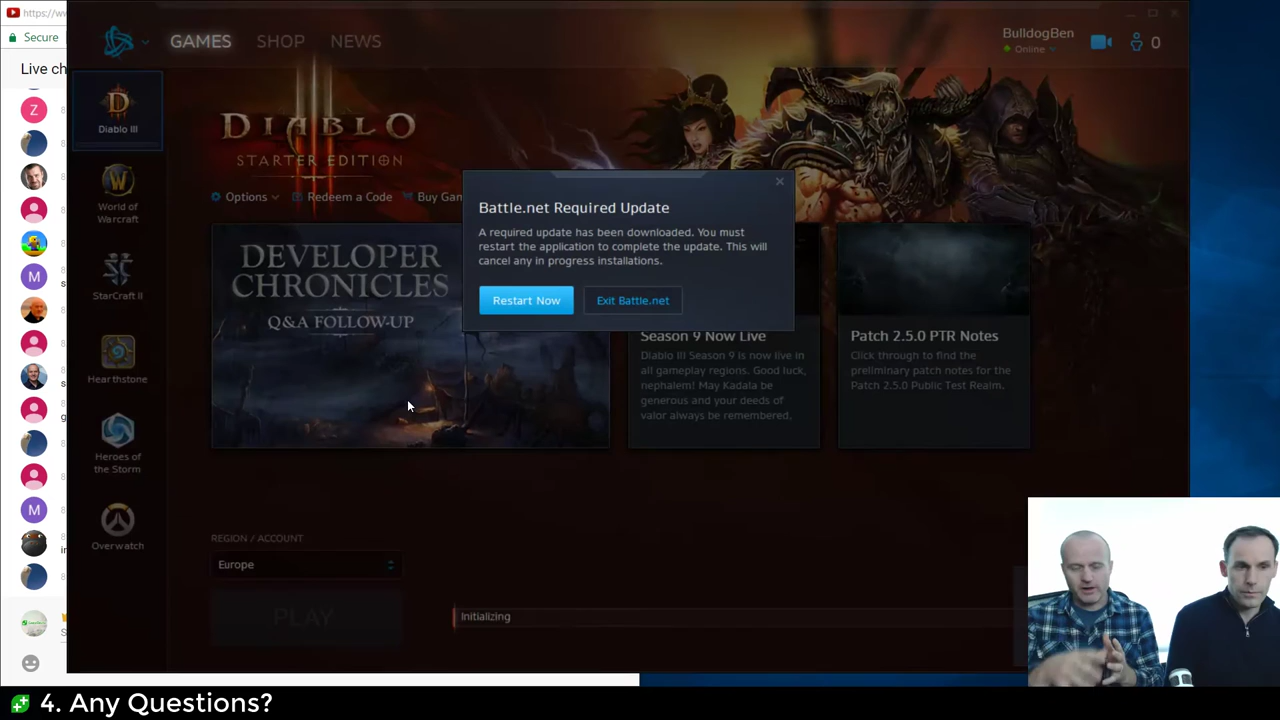 https://ww
Secure
Live ch
GAMES
SHOP
NEWS
BulldogBen
Online
0
Diablo III
World of
Warcraft
StarCraft II
Hearthstone
Heroes of
the Storm
Overwatch
DIABLO
STARTER EDITION
Options
Redeem a Code
Buy Gam
Battle.net Required Update
A required update has been downloaded. You must
restart the application to complete the update. This will
cancel any in progress installations.
Restart Now
Exit Battle.net
DEVELOPER
CHRONICLES
Q&A FOLLOW-UP
Season 9 Now Live
Diablo III Season 9 is now live in
all gameplay regions. Good luck,
nephalem! May Kadala be
generous and your deeds of
valor always be remembered.
Patch 2.5.0 PTR Notes
Click through to find the
preliminary patch notes for the
Patch 2.5.0 Public Test Realm.
REGION / ACCOUNT
Europe
PLAY
Initializing
Z
M
M
4. Any Questions?